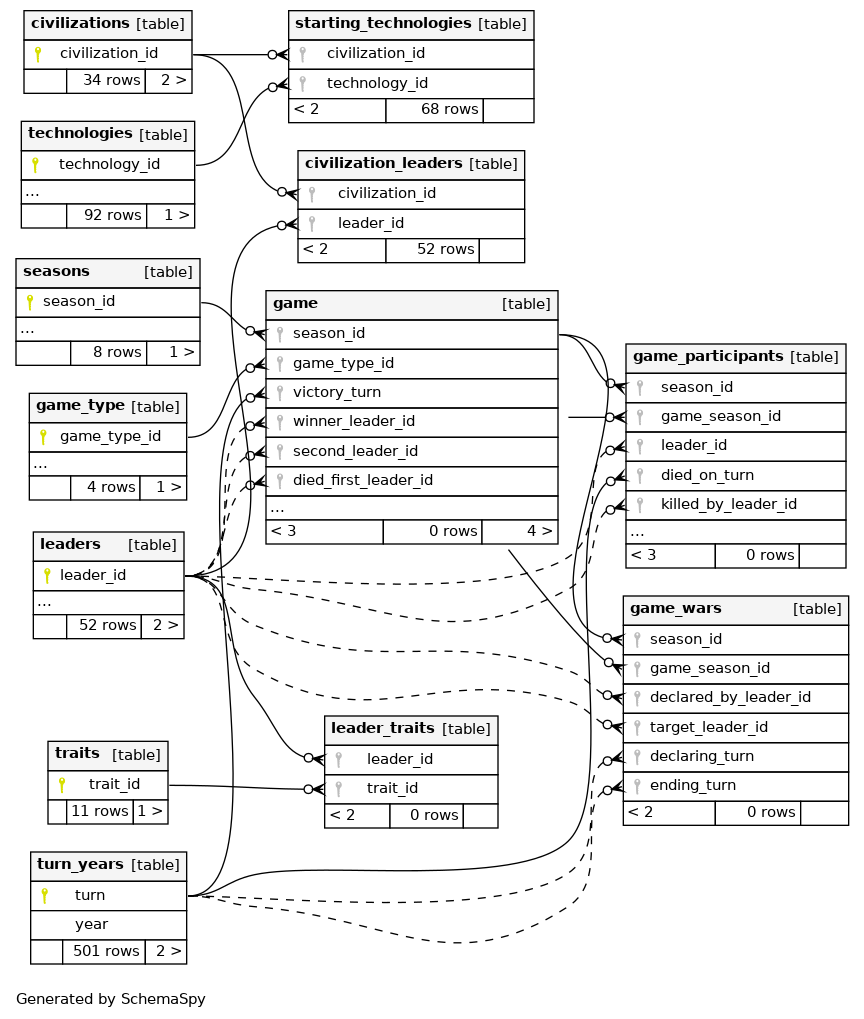 civilizations [table]
civilization_id
34 rows 2 >
starting_technologies [table]
civilization_id
technology_id
< 2 68 rows
technologies [table]
technology_id
...
92 rows 1 >
civilization_leaders [table]
civilization_id
leader_id
< 2 52 rows
seasons [table]
season_id
...
8 rows 1 >
game [table]
season_id
game_type_id
victory_turn
winner_leader_id
second_leader_id
died_first_leader_id
...
< 3 0 rows 4 >
game_participants [table]
season_id
game_season_id
leader_id
died_on_turn
killed_by_leader_id
...
< 3 0 rows
game_type [table]
game_type_id
...
4 rows 1 >
leaders [table]
leader_id
...
52 rows 2 >
game_wars [table]
season_id
game_season_id
declared_by_leader_id
target_leader_id
declaring_turn
ending_turn
< 2 0 rows
leader_traits [table]
leader_id
trait_id
< 2 0 rows
traits [table]
trait_id
11 rows 1 >
turn_years [table]
turn
year
501 rows 2 >
Generated by SchemaSpy